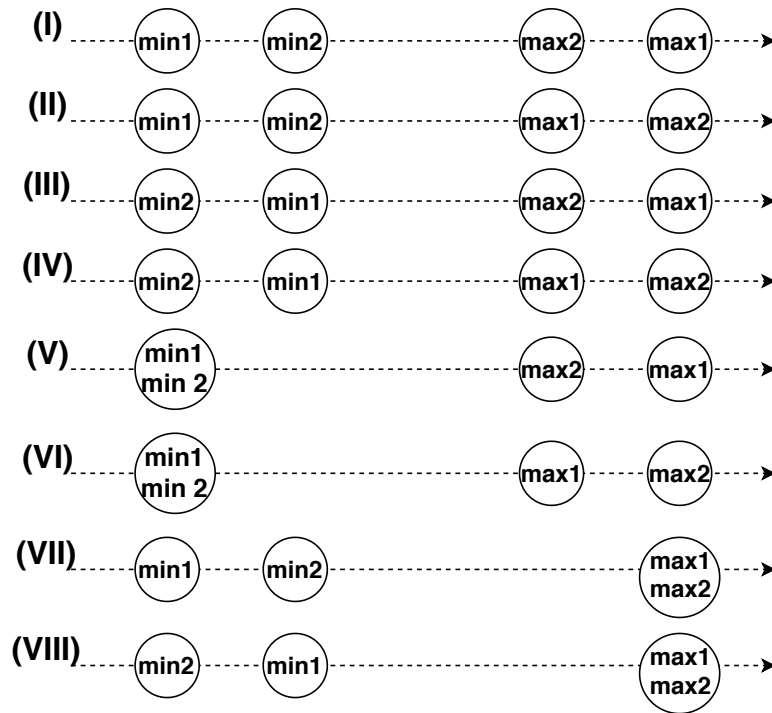 (I) min1 min2 max2 max1
(II) min1 min2 max1 max2
(III) min2 min1 max2 max1
(IV) min2 min1 max1 max2
(V) min1 min 2 max2 max1
(VI) min1 min 2 max1 max2
(VII) min1 min2 max1 max2
(VIII) min2 min1 max1 max2